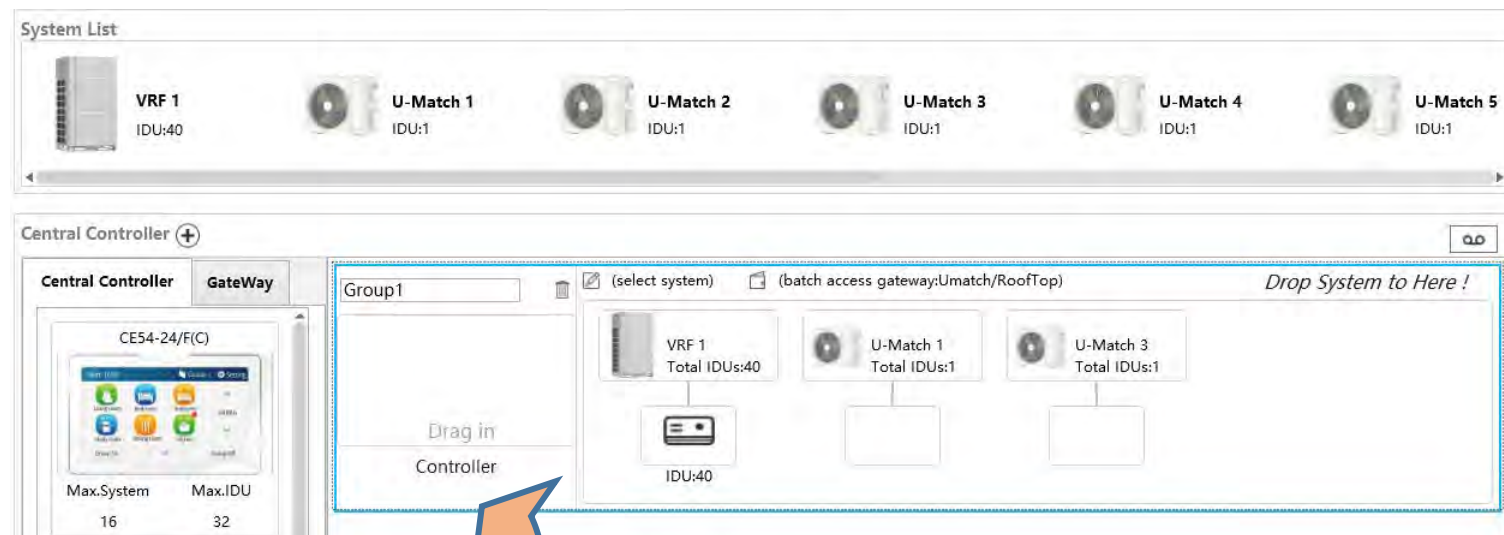 System List
VRF 1
IDU:40
U-Match 1
IDU:1
U-Match 2
IDU:1
U-Match 3
IDU:1
U-Match 4
IDU:1
U-Match 5
IDU:1
Central Controller
Central Controller
GateWay
CE54-24/F(C)
Max.System Max.IDU
16 32
Group1
Drag in
Controller
(select system) (batch access gateway:Umatch/RoofTop)
Drop System to Here !
VRF 1
Total IDUs:40
U-Match 1
Total IDUs:1
U-Match 3
Total IDUs:1
IDU:40